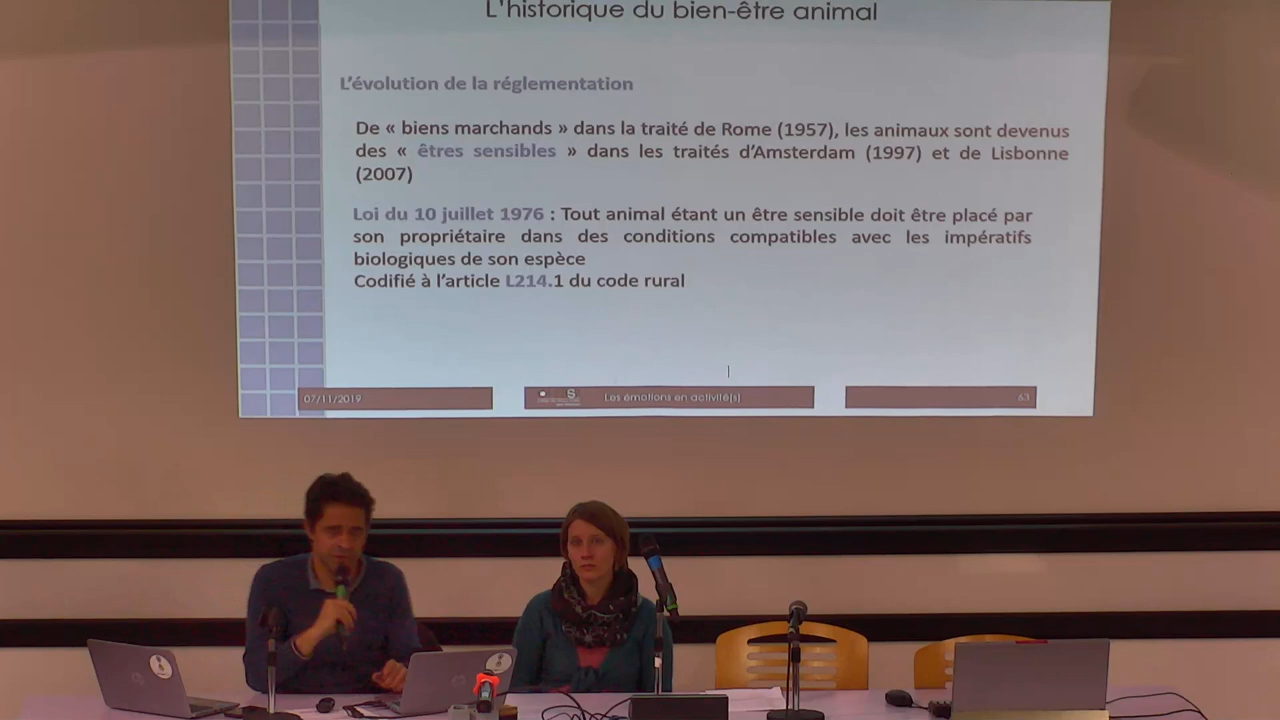 L'historique du bien-être animal
L'évolution de la réglementation
De « biens marchands » dans la traité de Rome (1957), les animaux sont devenus
des « êtres sensibles » dans les traités d'Amsterdam (1997) et de Lisbonne
(2007)
Loi du 10 juillet 1976 : Tout animal étant un être sensible doit être placé par
son propriétaire dans des conditions compatibles avec les impératifs
biologiques de son espèce
Codifié à l'article L214.1 du code rural
07/11/2019
Les émotions en activité(s)
63